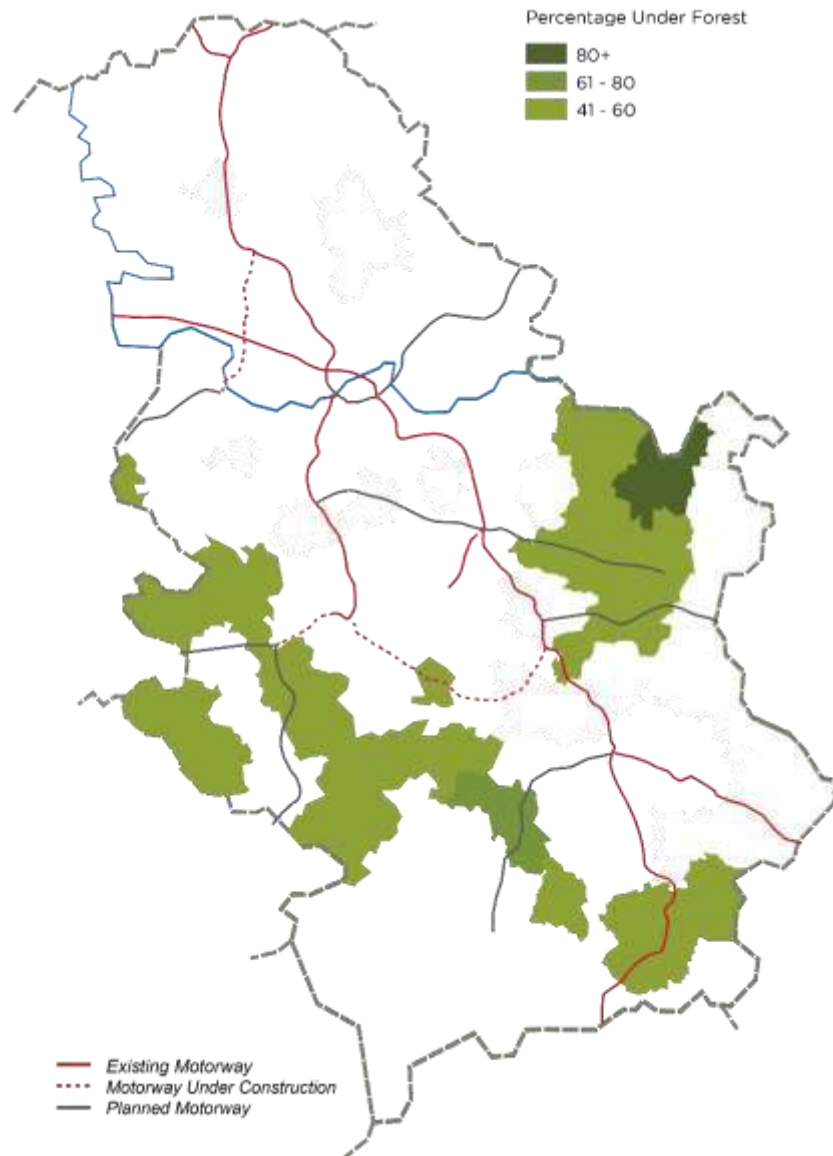 Percentage Under Forest
80+
61 - 80
41 - 60
Existing Motorway
Motorway Under Construction
Planned Motorway